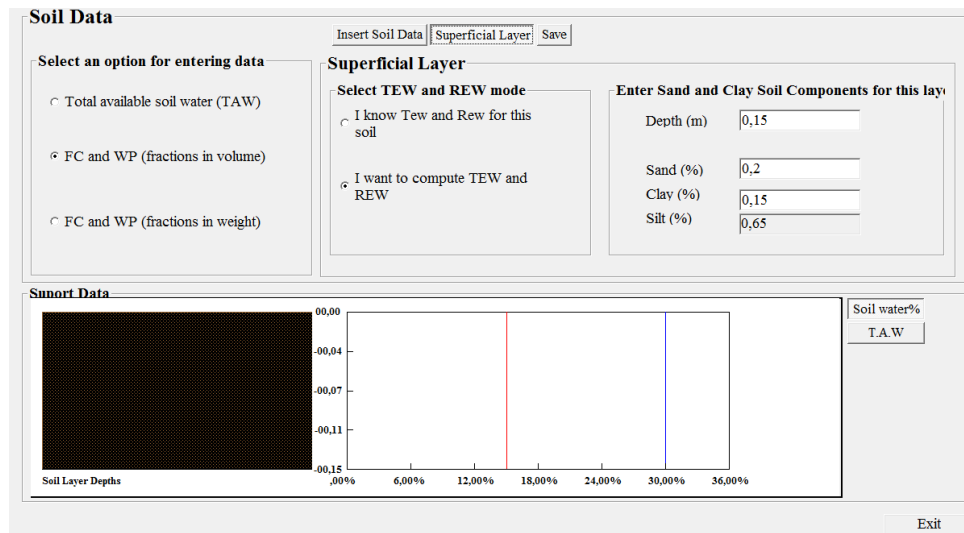 Soil Data
Insert Soil Data Superficial Layer Save
Select an option for entering data
Total available soil water (TAW)
FC and WP (fractions in volume)
FC and WP (fractions in weight)
Superficial Layer
Select TEW and REW mode
I know Tew and Rew for this
soil
I want to compute TEW and
REW
Enter Sand and Clay Soil Components for this laye
Depth (m) 0,15
Sand (%) 0,2
Clay (%) 0,15
Silt (%) 0,65
Suport Data
00,00
-00,04
-00,07
-00,11
-00,15
,00% 6,00% 12,00% 18,00% 24,00% 30,00% 36,00%
Soil Layer Depths
Soil water%
T.A.W
Exit